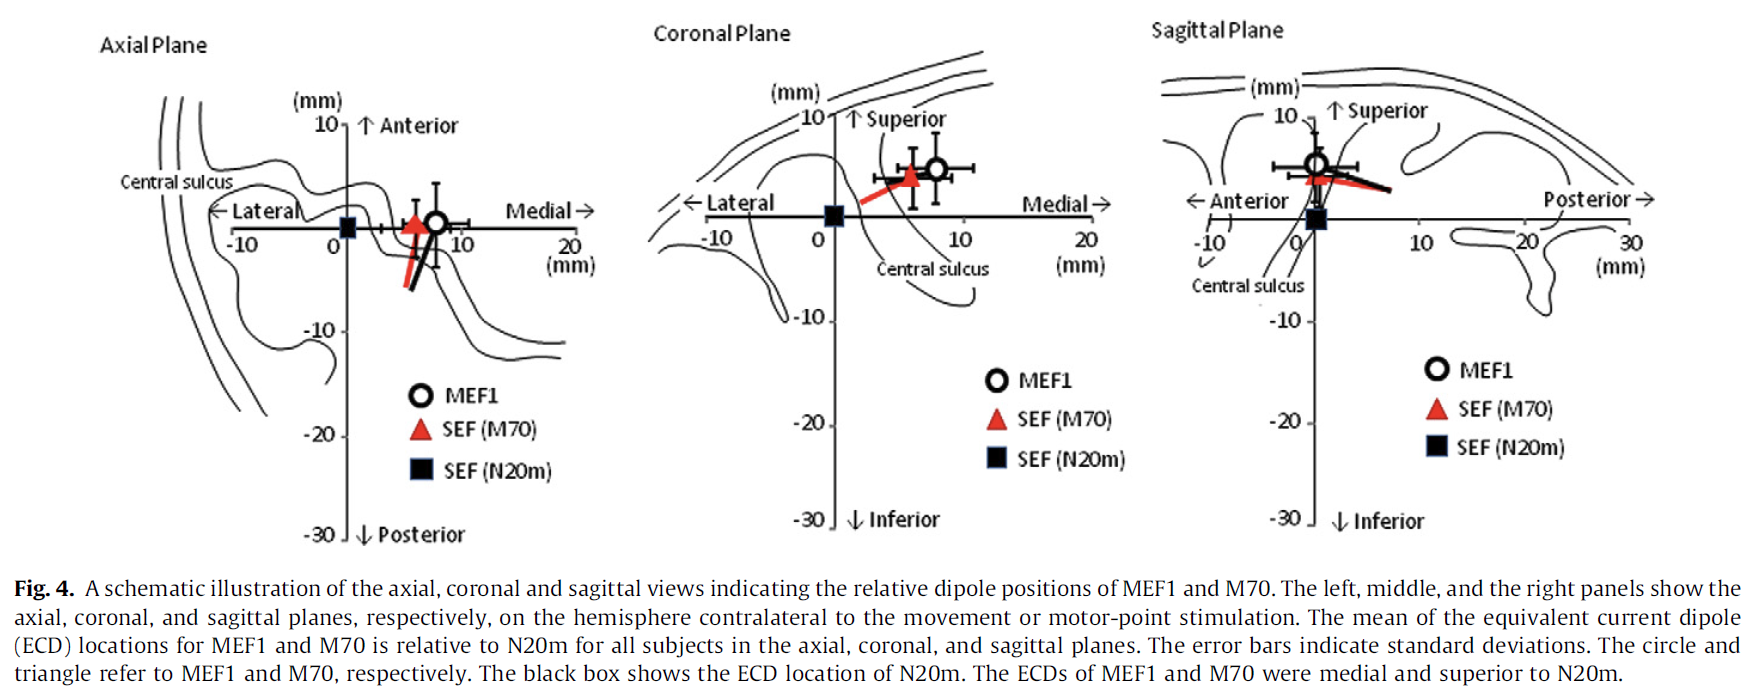 Axial Plane
(mm)
10
↑ Anterior
Central sulcus
← Lateral
Medial →
-10
0
10
20
(mm)
-10
MEF1
-20
SEF (M70)
SEF (N20m)
-30
↓ Posterior
Coronal Plane
(mm)
10
↑ Superior
← Lateral
Medial →
-10
0
10
20
(mm)
Central sulcus
-10
MEF1
-20
SEF (M70)
SEF (N20m)
-30
↓ Inferior
Sagittal Plane
(mm)
10
↑ Superior
← Anterior
Posterior →
-10
0
10
20
30
(mm)
Central sulcus
-10
MEF1
-20
SEF (M70)
SEF (N20m)
-30
↓ Inferior
Fig. 4. A schematic illustration of the axial, coronal and sagittal views indicating the relative dipole positions of MEF1 and M70. The left, middle, and the right panels show the
axial, coronal, and sagittal planes, respectively, on the hemisphere contralateral to the movement or motor-point stimulation. The mean of the equivalent current dipole
(ECD) locations for MEF1 and M70 is relative to N20m for all subjects in the axial, coronal, and sagittal planes. The error bars indicate standard deviations. The circle and
triangle refer to MEF1 and M70, respectively. The black box shows the ECD location of N20m. The ECDs of MEF1 and M70 were medial and superior to N20m.